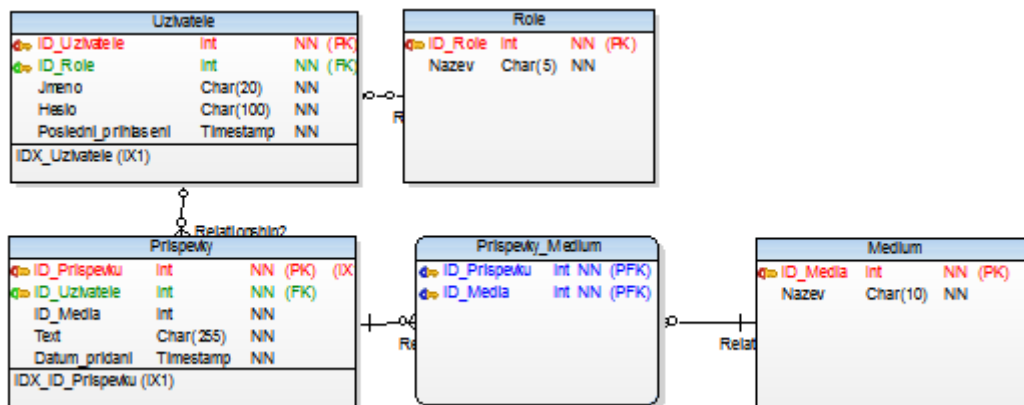 Uzivatele
ID_Uzivatele Int NN (PK)
ID_Role Int NN (FK)
Jmeno Char(20) NN
Heslo Char(100) NN
Posledni_prihlaseni Timestamp NN
IDX_Uzivatele (IX1)
Role
ID_Role Int NN (PK)
Nazev Char(5) NN
R
Relationship2
Prispevky
ID_Prispevku Int NN (PK) (IX
ID_Uzivatele Int NN (FK)
ID_Media Int NN
Text Char(255) NN
Datum_pridani Timestamp NN
IDX_ID_Prispevku (IX1)
Re
Prispevky_Medium
ID_Prispevku Int NN (PFK)
ID_Media Int NN (PFK)
Relat
Medium
ID_Media Int NN (PK)
Nazev Char(10) NN